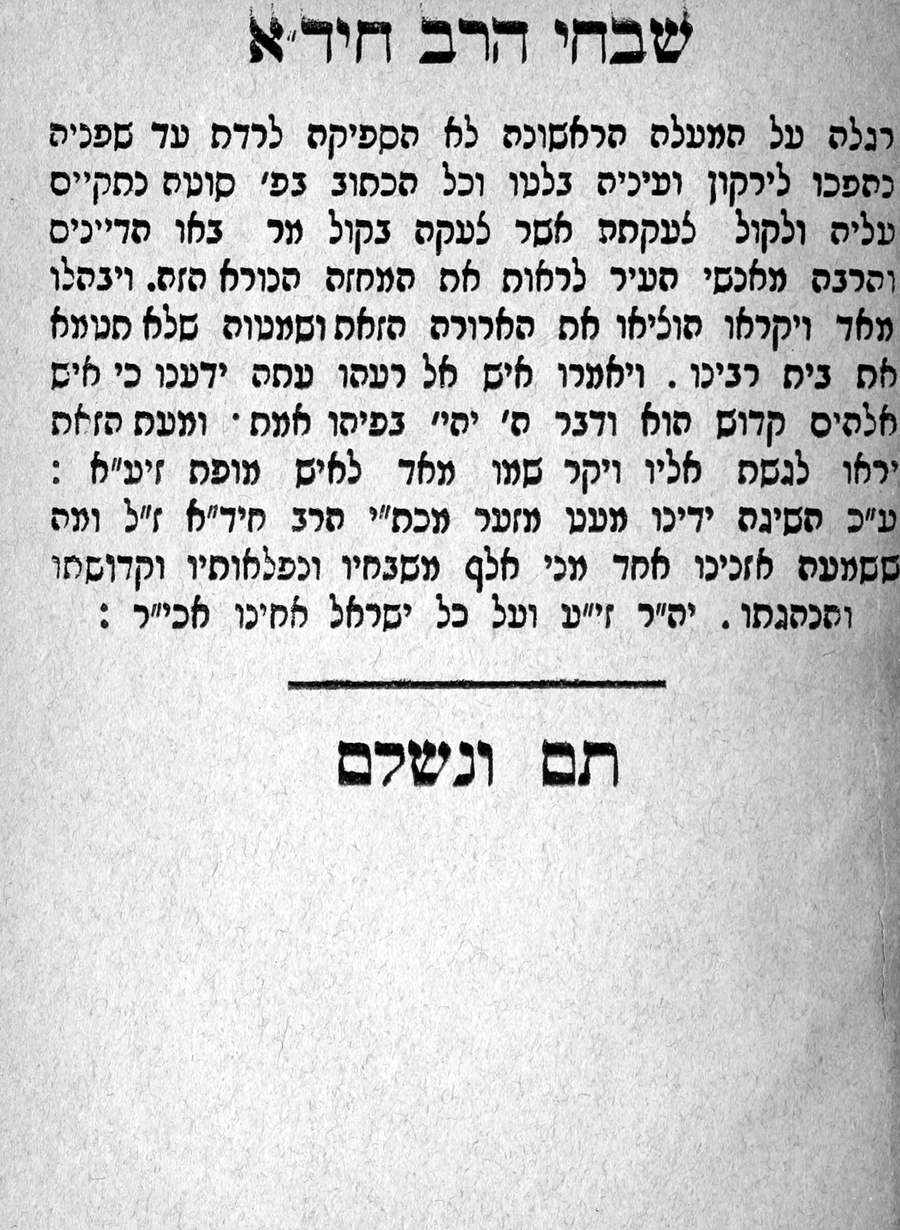 שבחי הרב חיד״א
רגלה על המעלה הראשונה לא הספיקה לרדת עד שפניה
נהפכו לירקון ועיניה בלטו וכל הכתוב בפ׳ סוטה נתקיים
עליה ולקול צעקתה אשר צעקה בקול מר באו הדיינים
והרבה מאנשי העיר לראות את המחזה הנורא הזה. ויבהלו
מאד ויקראו הוציאו את הארורה הזאת ושמטוה שלא תטמא
את בית רבינו. ויאמרו איש אל רעהו עתה ידענו כי איש
אלהים קדוש הוא ודבר ה׳ יהי׳ בפיהו אמת · ומעת הזאת
יראו לגשת אליו ויקר שמו מאד לאיש מופת זיע״א :
ע״כ השיגה ידינו מעט מזער מכת״י הרב חיד״א ז״ל ומה
ששמעת אזנינו אחד מני אלף משבחיו ונפלאותיו וקדושתו
והנהגתו. יה״ר זי״ע ועל כל ישראל אחינו אכי״ר :
תם ונשלם